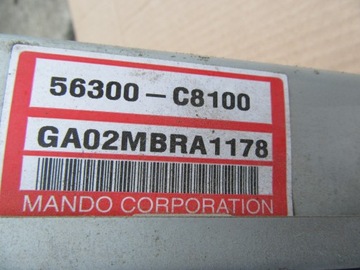 56300-C8100
GA02MBRA1178
MANDO CORPORATION